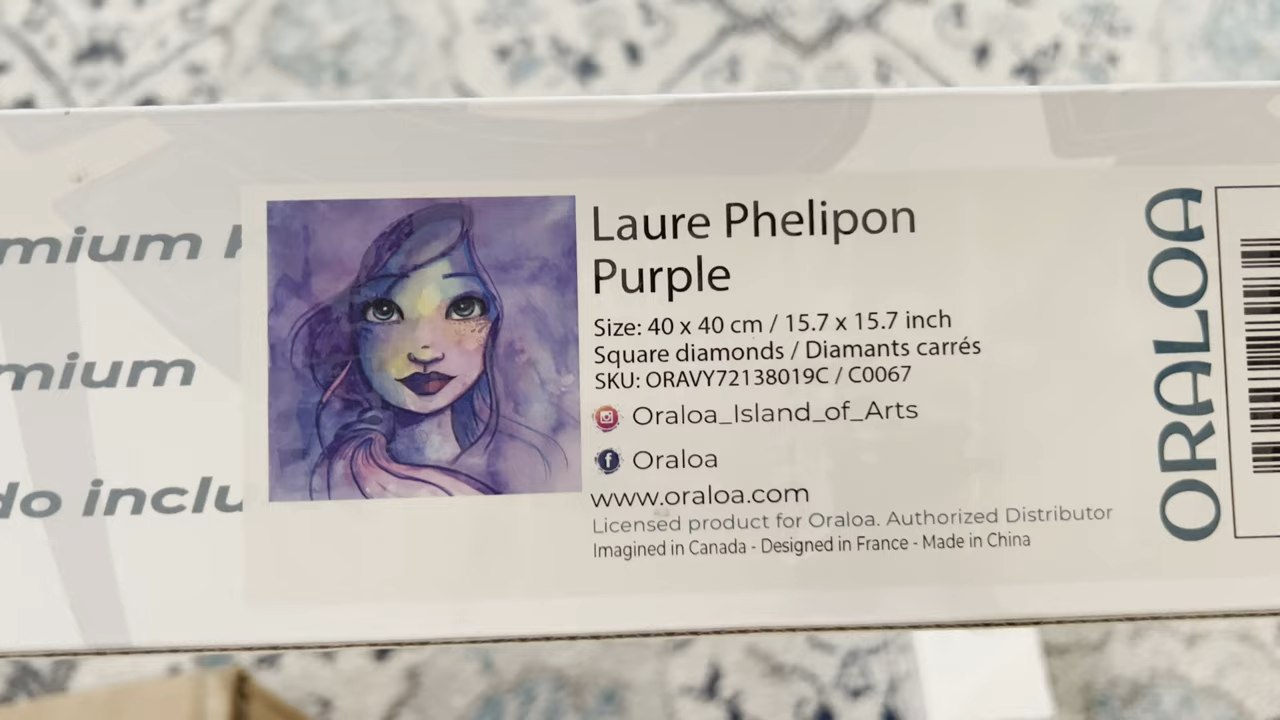 mium
mium
do inclu
Laure Phelipon
Purple
Size: 40 x 40 cm / 15.7 x 15.7 inch
Square diamonds / Diamants carrés
SKU: ORAVY72138019C / C0067
Oraloa_Island_of_Arts
Oraloa
www.oraloa.com
Licensed product for Oraloa. Authorized Distributor
Imagined in Canada - Designed in France - Made in China
ORALOA